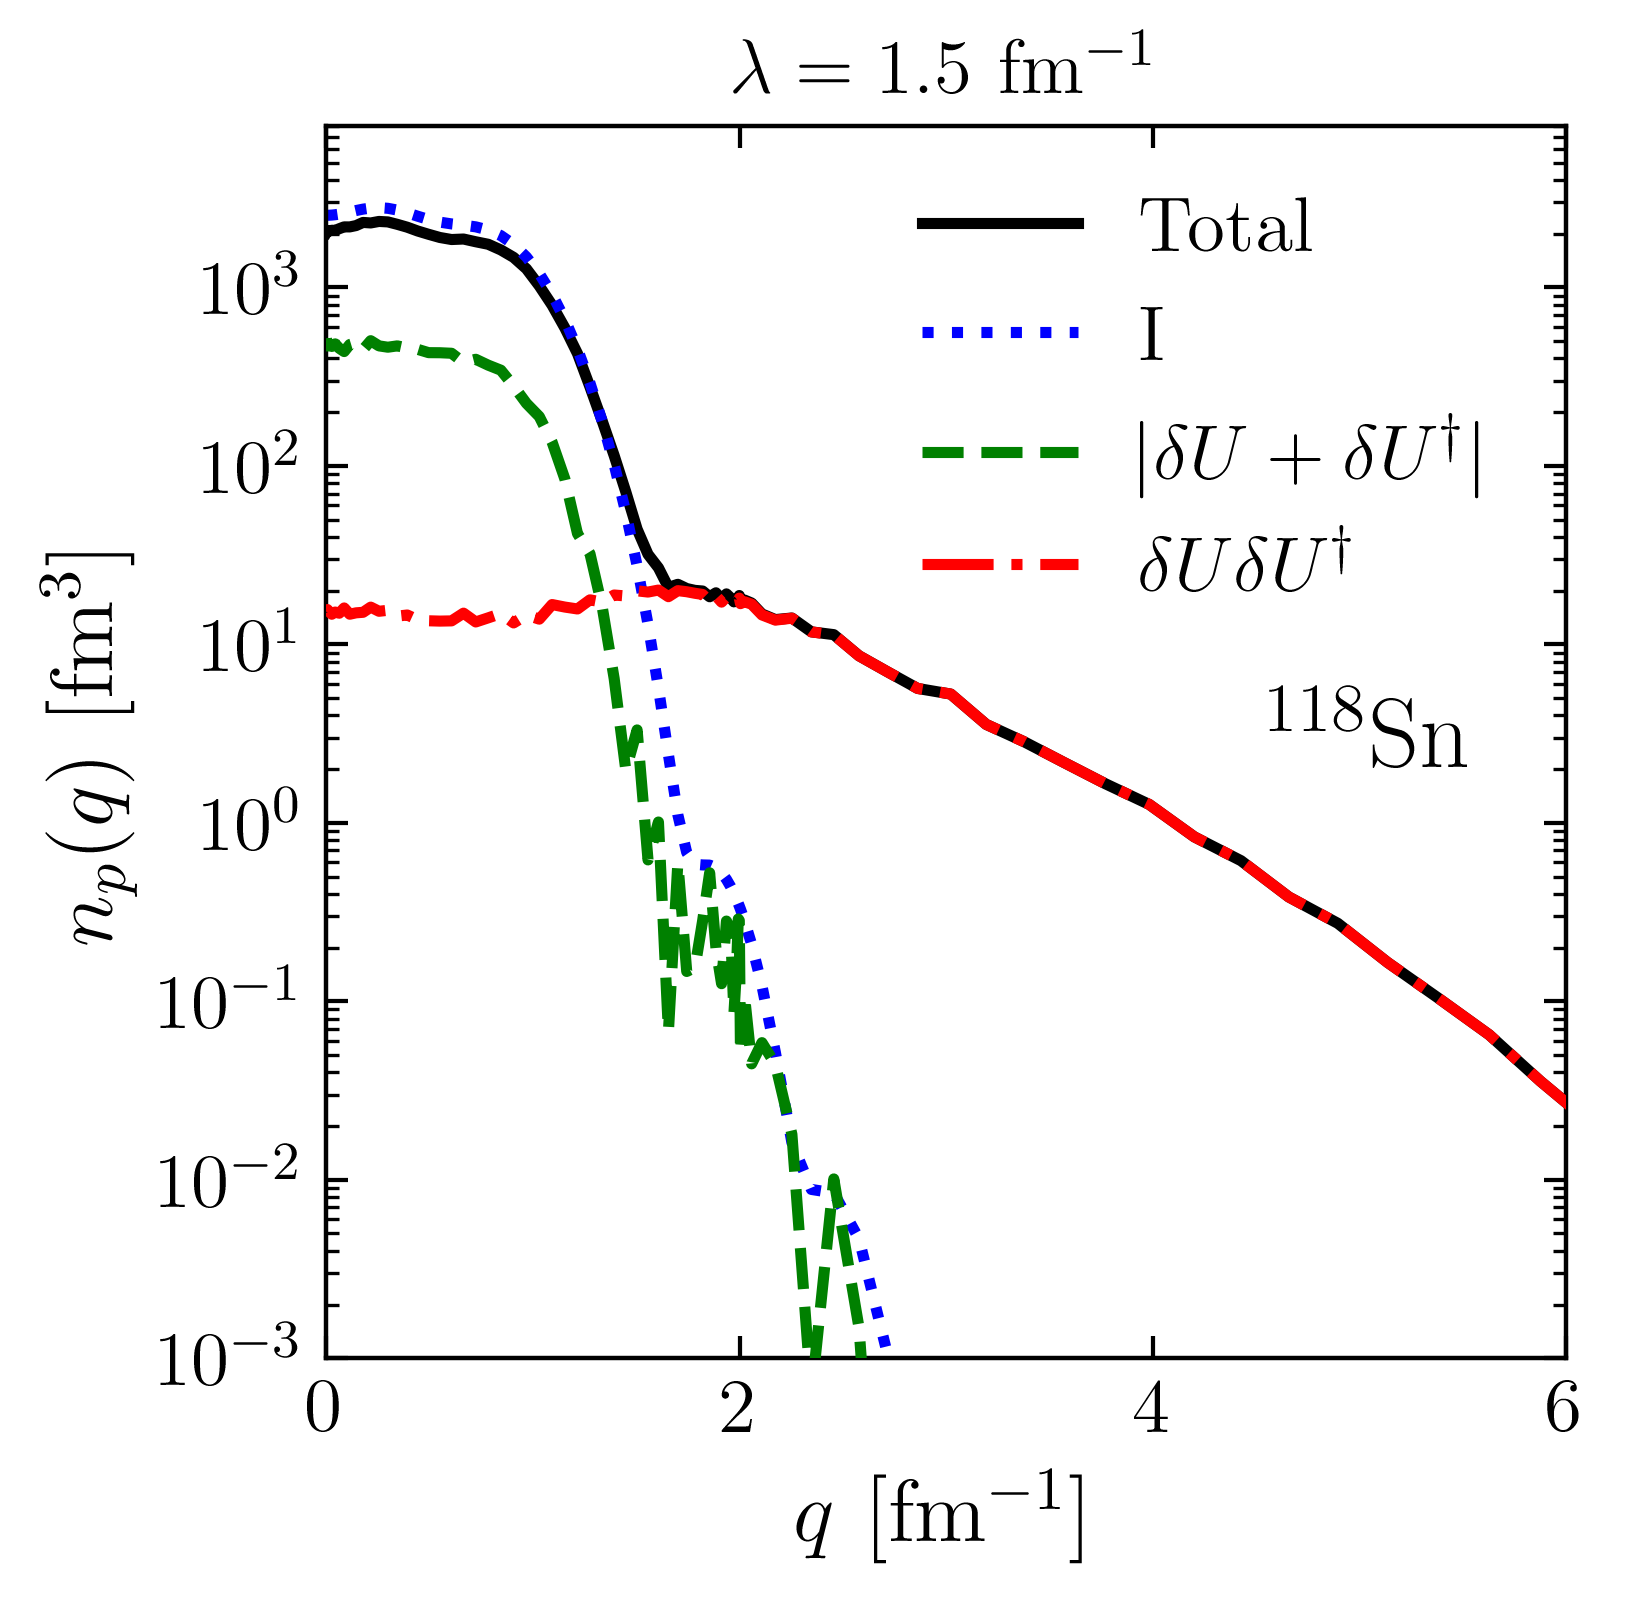 λ = 1.5 fm⁻¹
Total
I
|δU + δU†|
δUδU†
¹¹⁸Sn
nₚ(q) [fm³]
10³
10²
10¹
10⁰
10⁻¹
10⁻²
10⁻³
0 2 4 6
q [fm⁻¹]